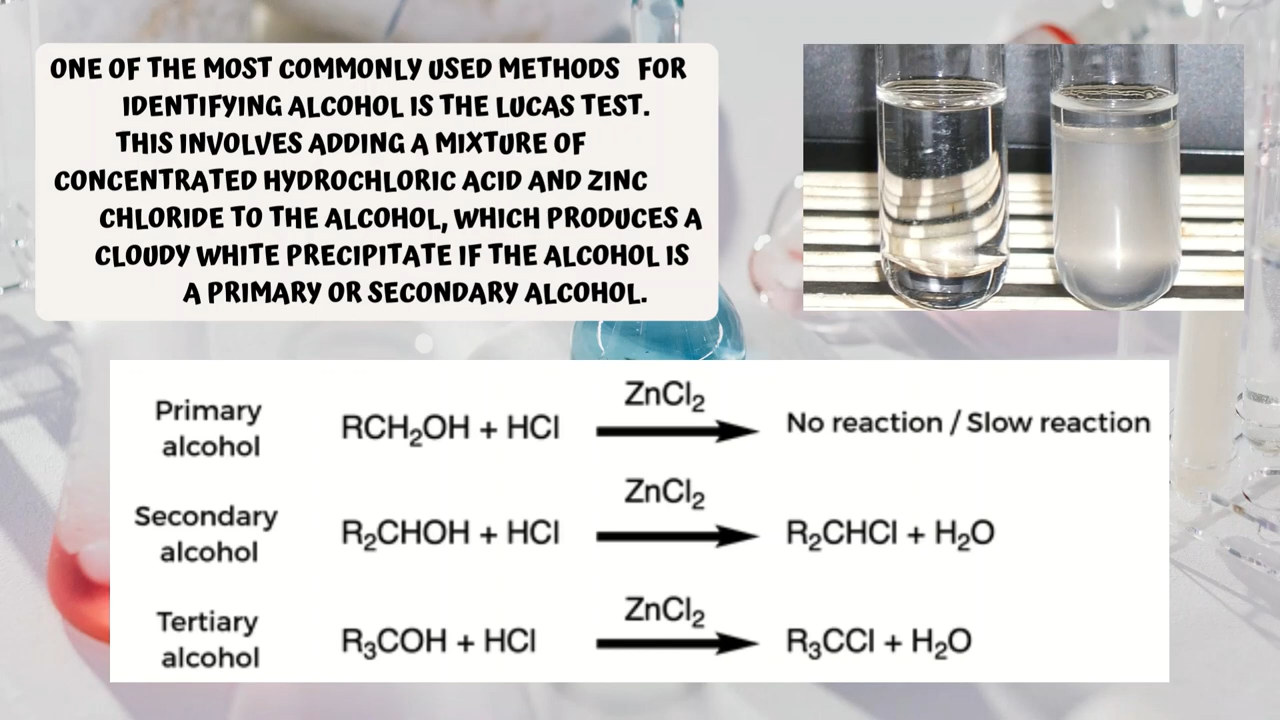 ONE OF THE MOST COMMONLY USED METHODS FOR
IDENTIFYING ALCOHOL IS THE LUCAS TEST.
THIS INVOLVES ADDING A MIXTURE OF
CONCENTRATED HYDROCHLORIC ACID AND ZINC
CHLORIDE TO THE ALCOHOL, WHICH PRODUCES A
CLOUDY WHITE PRECIPITATE IF THE ALCOHOL IS
A PRIMARY OR SECONDARY ALCOHOL.
Primary
alcohol
RCH₂OH + HCl
ZnCl₂
No reaction / Slow reaction
Secondary
alcohol
R₂CHOH + HCl
ZnCl₂
R₂CHCl + H₂O
Tertiary
alcohol
R₃COH + HCl
ZnCl₂
R₃CCl + H₂O